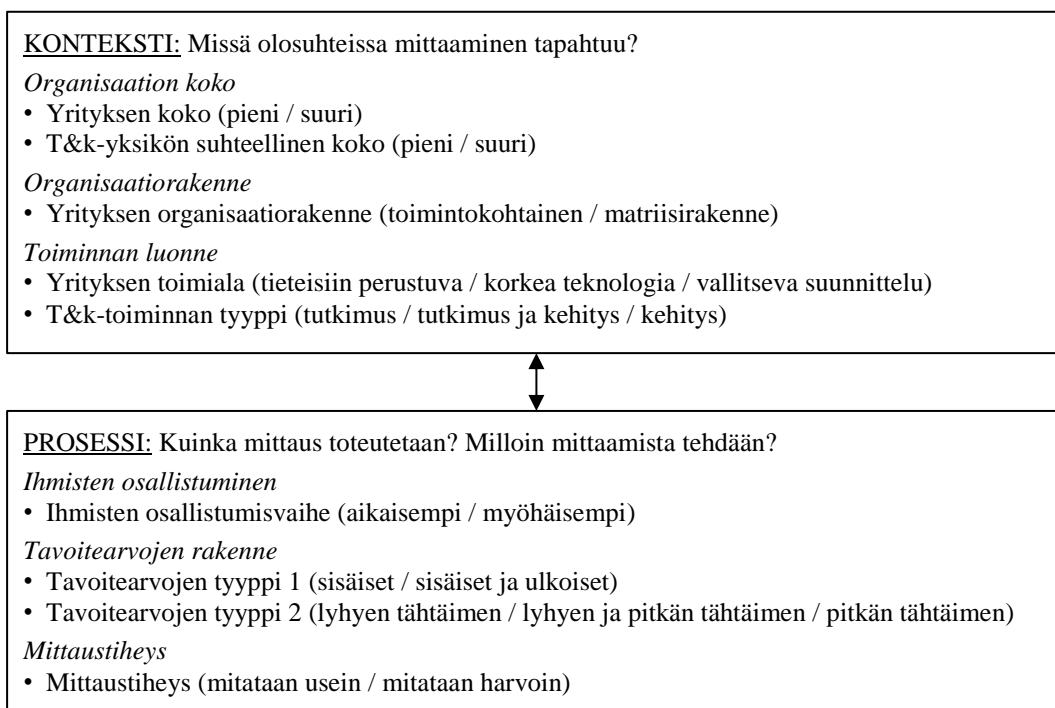 KONTEKSTI: Missä olosuhteissa mittaaminen tapahtuu?
Organisaation koko
• Yrityksen koko (pieni / suuri)
• T&k-yksikön suhteellinen koko (pieni / suuri)
Organisaatiorakenne
• Yrityksen organisaatiorakenne (toimintokohtainen / matriisirakenne)
Toiminnan luonne
• Yrityksen toimiala (tieteisiin perustuva / korkea teknologia / vallitseva suunnittelu)
• T&k-toiminnan tyyppi (tutkimus / tutkimus ja kehitys / kehitys)
PROSESSI: Kuinka mittaus toteutetaan? Milloin mittaamista tehdään?
Ihmisten osallistuminen
• Ihmisten osallistumisvaihe (aikaisempi / myöhäisempi)
Tavoitearvojen rakenne
• Tavoitearvojen tyyppi 1 (sisäiset / sisäiset ja ulkoiset)
• Tavoitearvojen tyyppi 2 (lyhyen tähtäimen / lyhyen ja pitkän tähtäimen / pitkän tähtäimen)
Mittaustiheys
• Mittaustiheys (mitataan usein / mitataan harvoin)